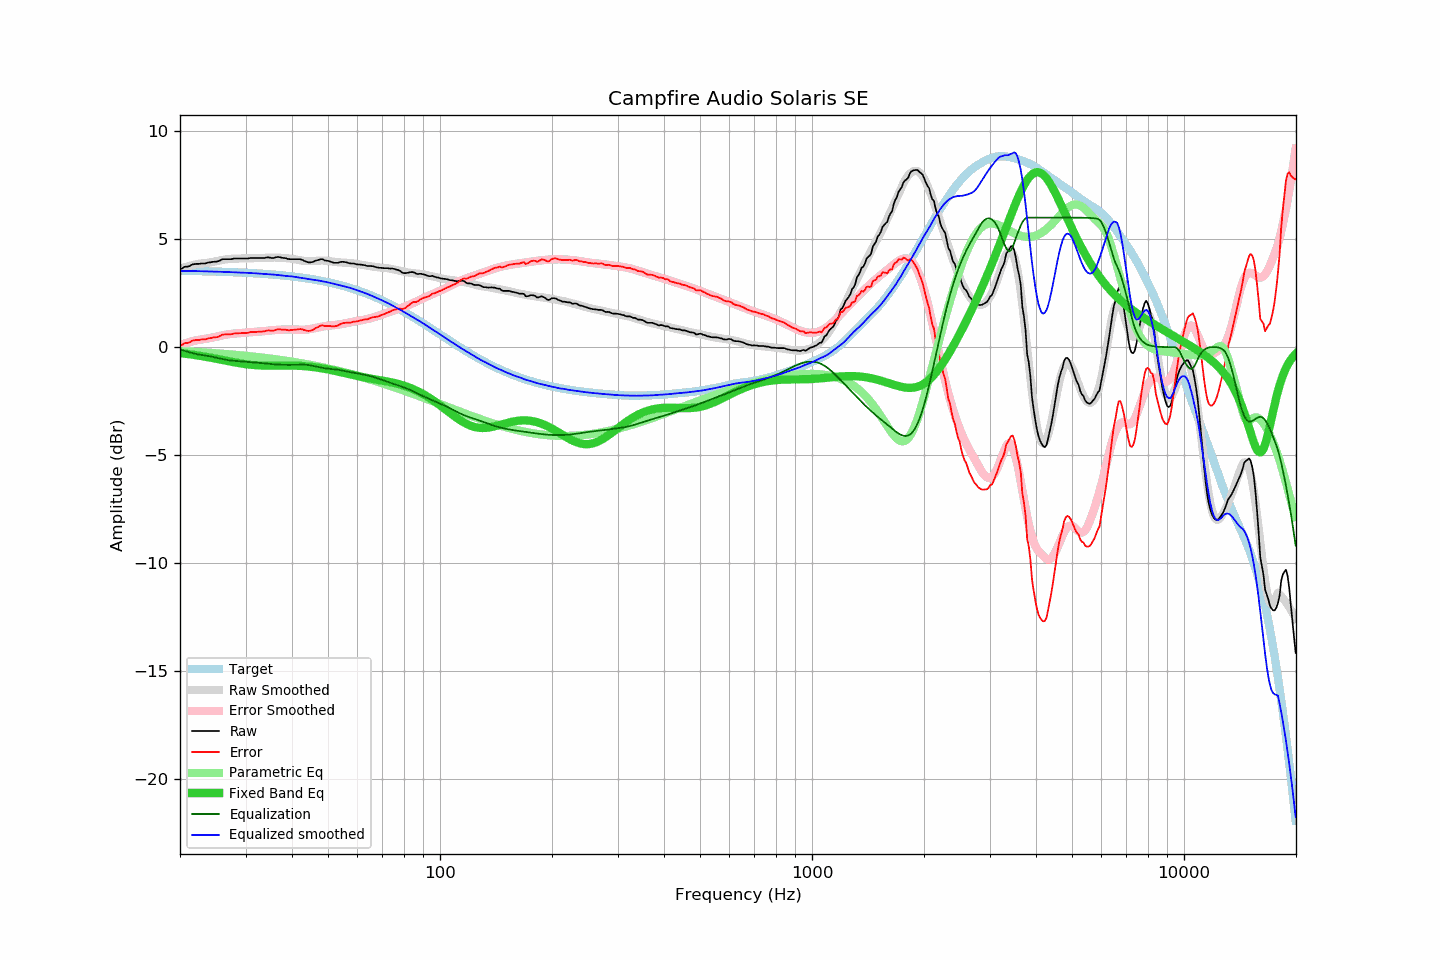 Campfire Audio Solaris SE
10
5
0
−5
−10
−15
−20
Amplitude (dBr)
Target
Raw Smoothed
Error Smoothed
Raw
Error
Parametric Eq
Fixed Band Eq
Equalization
Equalized smoothed
100
1000
10000
Frequency (Hz)